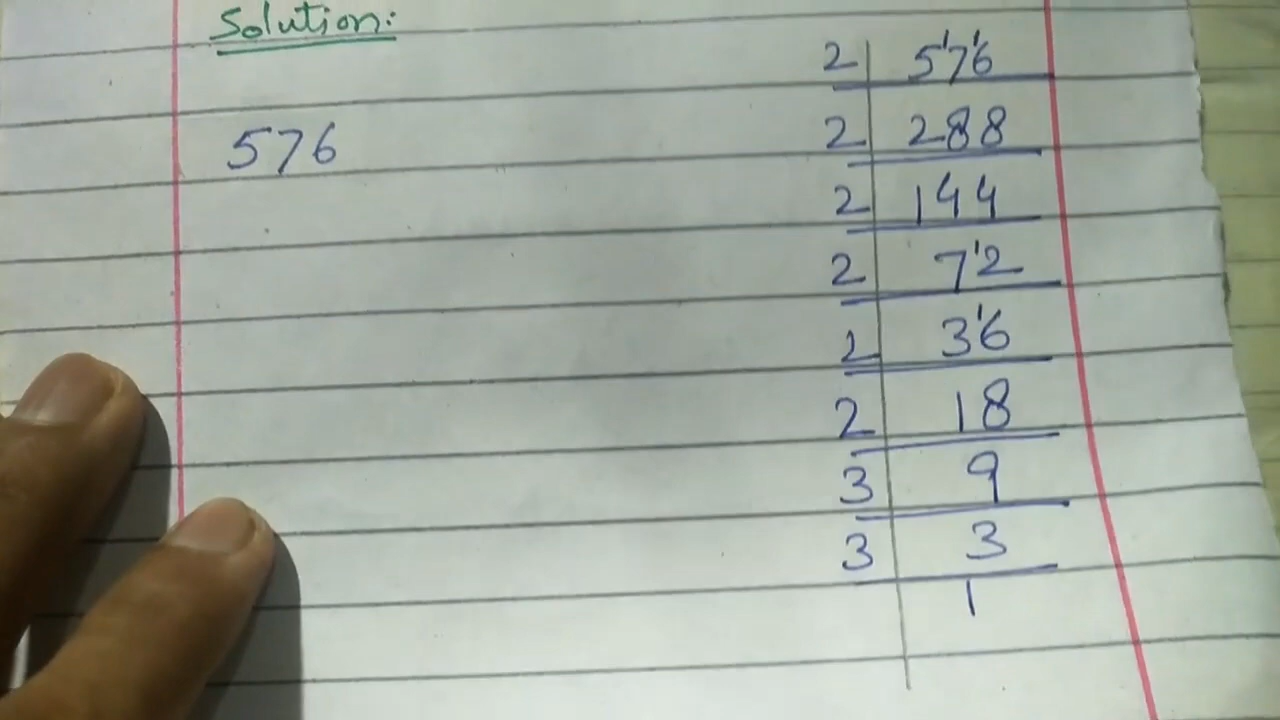 Solution:
576
2 | 576
2 | 288
2 | 144
2 | 72
2 | 36
2 | 18
3 | 9
3 | 3
1